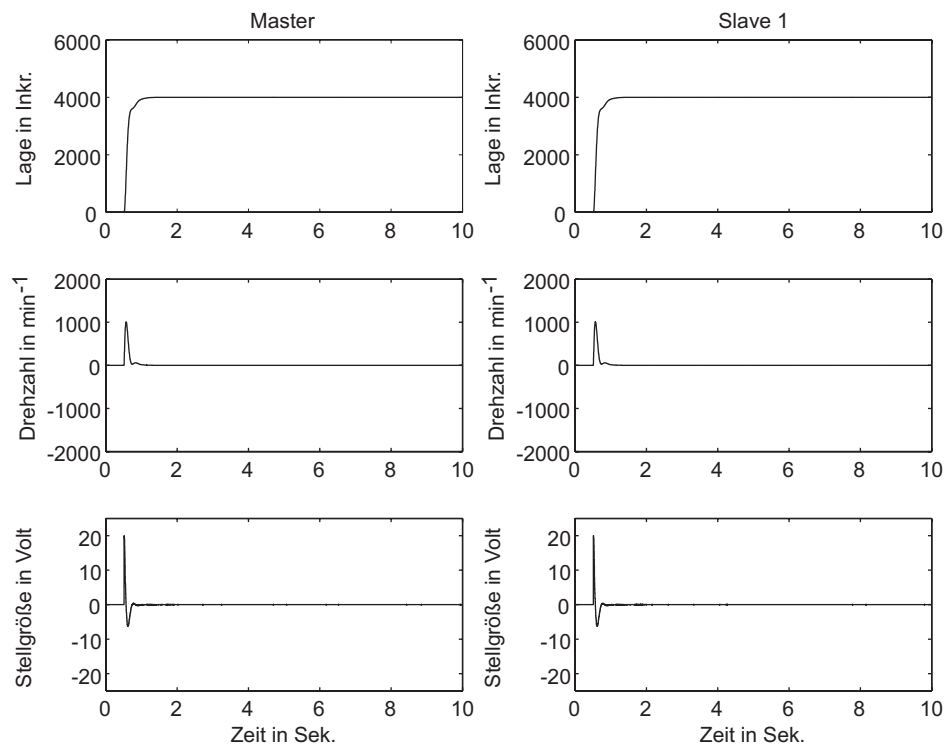 Master
Slave 1
Lage in Inkr.
6000
4000
2000
0
0 2 4 6 8 10
Lage in Inkr.
6000
4000
2000
0
0 2 4 6 8 10
Drehzahl in min-1
2000
1000
0
-1000
-2000
0 2 4 6 8 10
Drehzahl in min-1
2000
1000
0
-1000
-2000
0 2 4 6 8 10
Stellgröße in Volt
20
10
0
-10
-20
0 2 4 6 8 10
Zeit in Sek.
Stellgröße in Volt
20
10
0
-10
-20
0 2 4 6 8 10
Zeit in Sek.